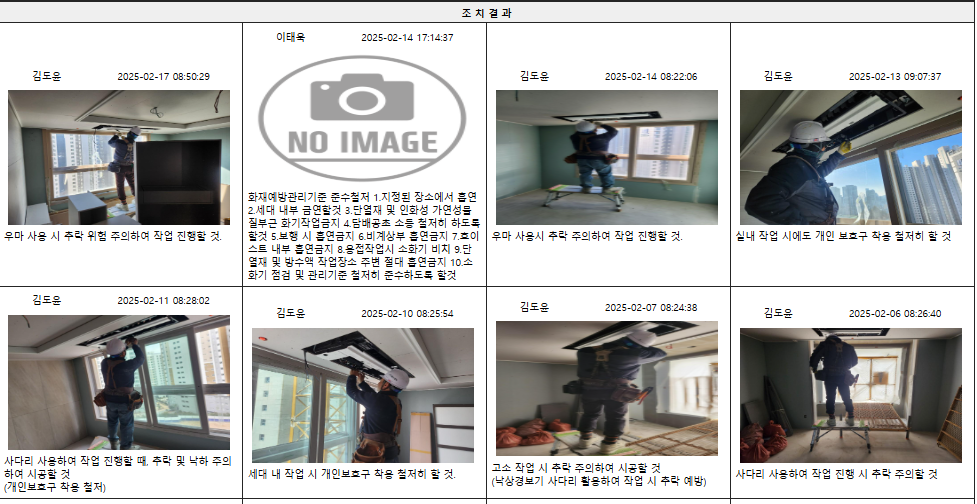 조 치 결 과
김도윤 2025-02-17 08:50:29
우마 사용 시 추락 위험 주의하여 작업 진행할 것.
이태욱 2025-02-14 17:14:37
NO IMAGE
화재예방관리기준 준수철저 1.지정된 장소에서 흡연
2.세대 내부 금연할것 3.단열재 및 인화성 가연성물
질부근 화기작업금지 4.담배꽁초 소등 철저히 하도록
할것 5.보행 시 흡연금지 6.비계상부 흡연금지 7.호이
스트 내부 흡연금지 8.용접작업시 소화기 비치 9.단
열재 및 방수액 작업장소 주변 절대 흡연금지 10.소
화기 점검 및 관리기준 철저히 준수하도록 할것
김도윤 2025-02-14 08:22:06
우마 사용시 추락 주의하여 작업 진행할 것.
김도윤 2025-02-13 09:07:37
실내 작업 시에도 개인 보호구 착용 철저히 할 것
김도윤 2025-02-11 08:28:02
사다리 사용하여 작업 진행할 때, 추락 및 낙하 주의
하여 시공할 것
(개인보호구 착용 철저)
김도윤 2025-02-10 08:25:54
세대 내 작업 시 개인보호구 착용 철저히 할 것.
김도윤 2025-02-07 08:24:38
고소 작업 시 추락 주의하여 시공할 것
(낙상경보기 사다리 활용하여 작업 시 추락 예방)
김도윤 2025-02-06 08:26:40
사다리 사용하여 작업 진행 시 추락 주의할 것